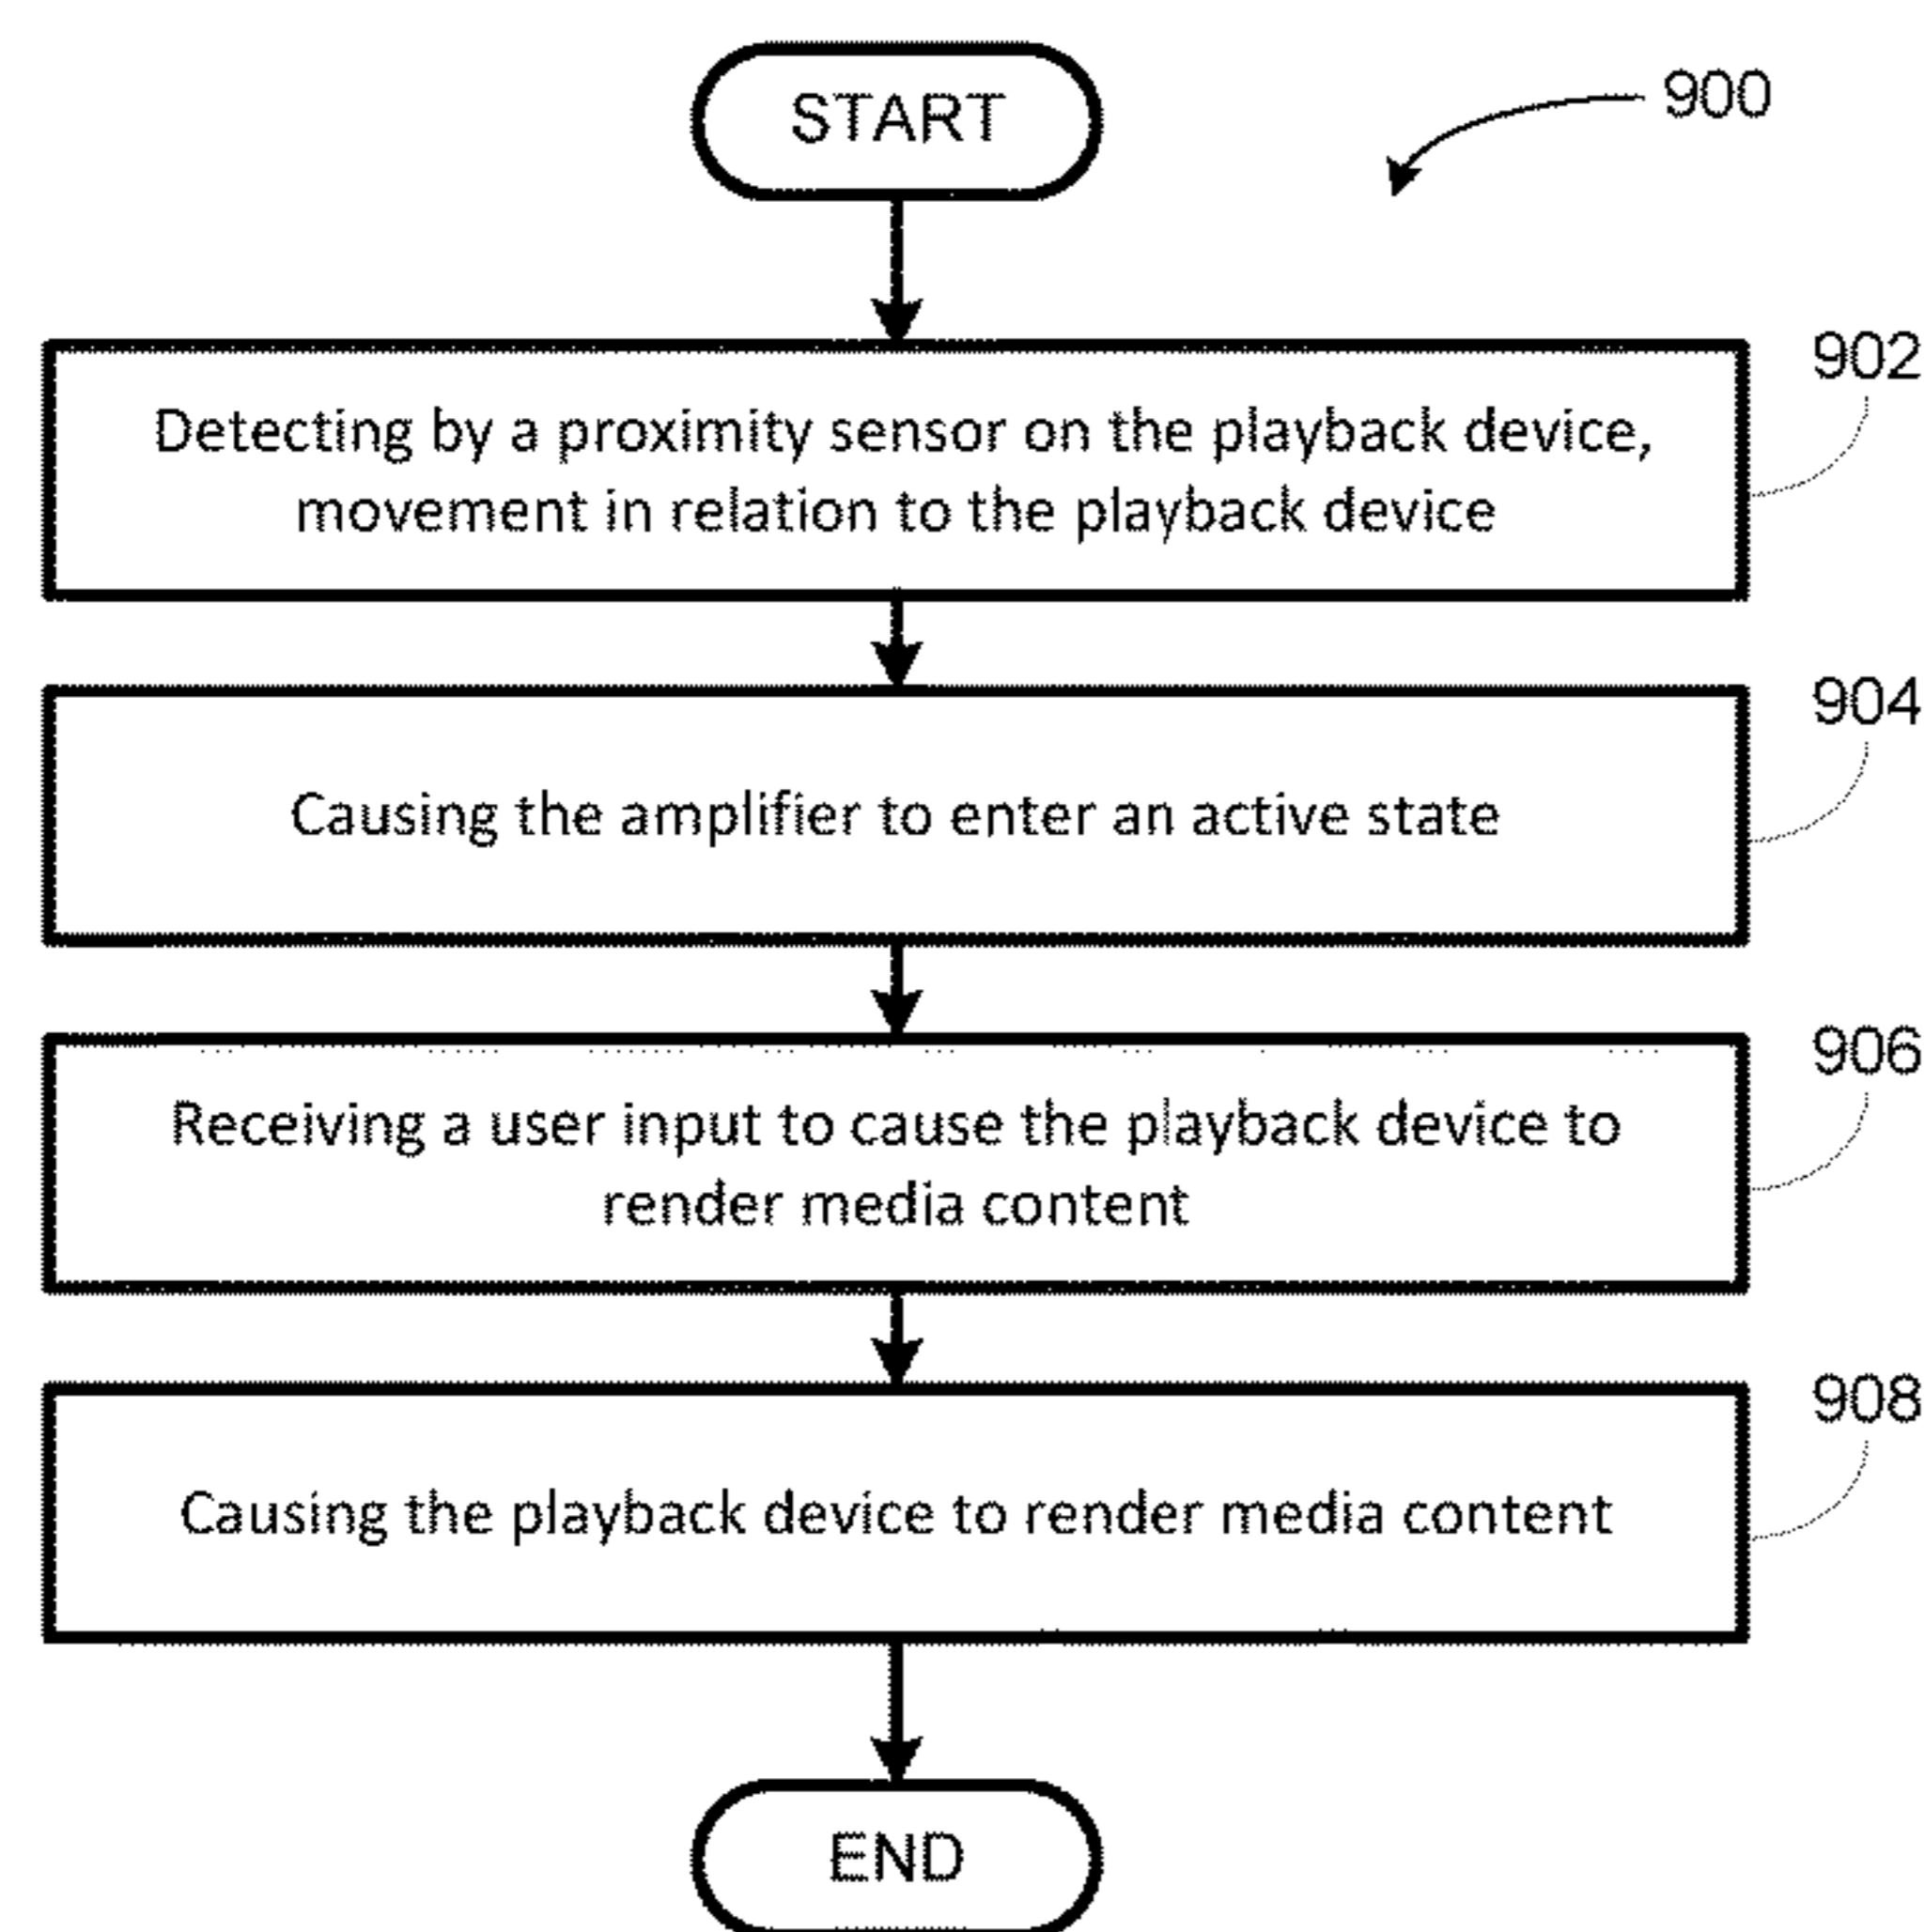 START
900
902
Detecting by a proximity sensor on the playback device,
movement in relation to the playback device
904
Causing the amplifier to enter an active state
906
Receiving a user input to cause the playback device to
render media content
908
Causing the playback device to render media content
END